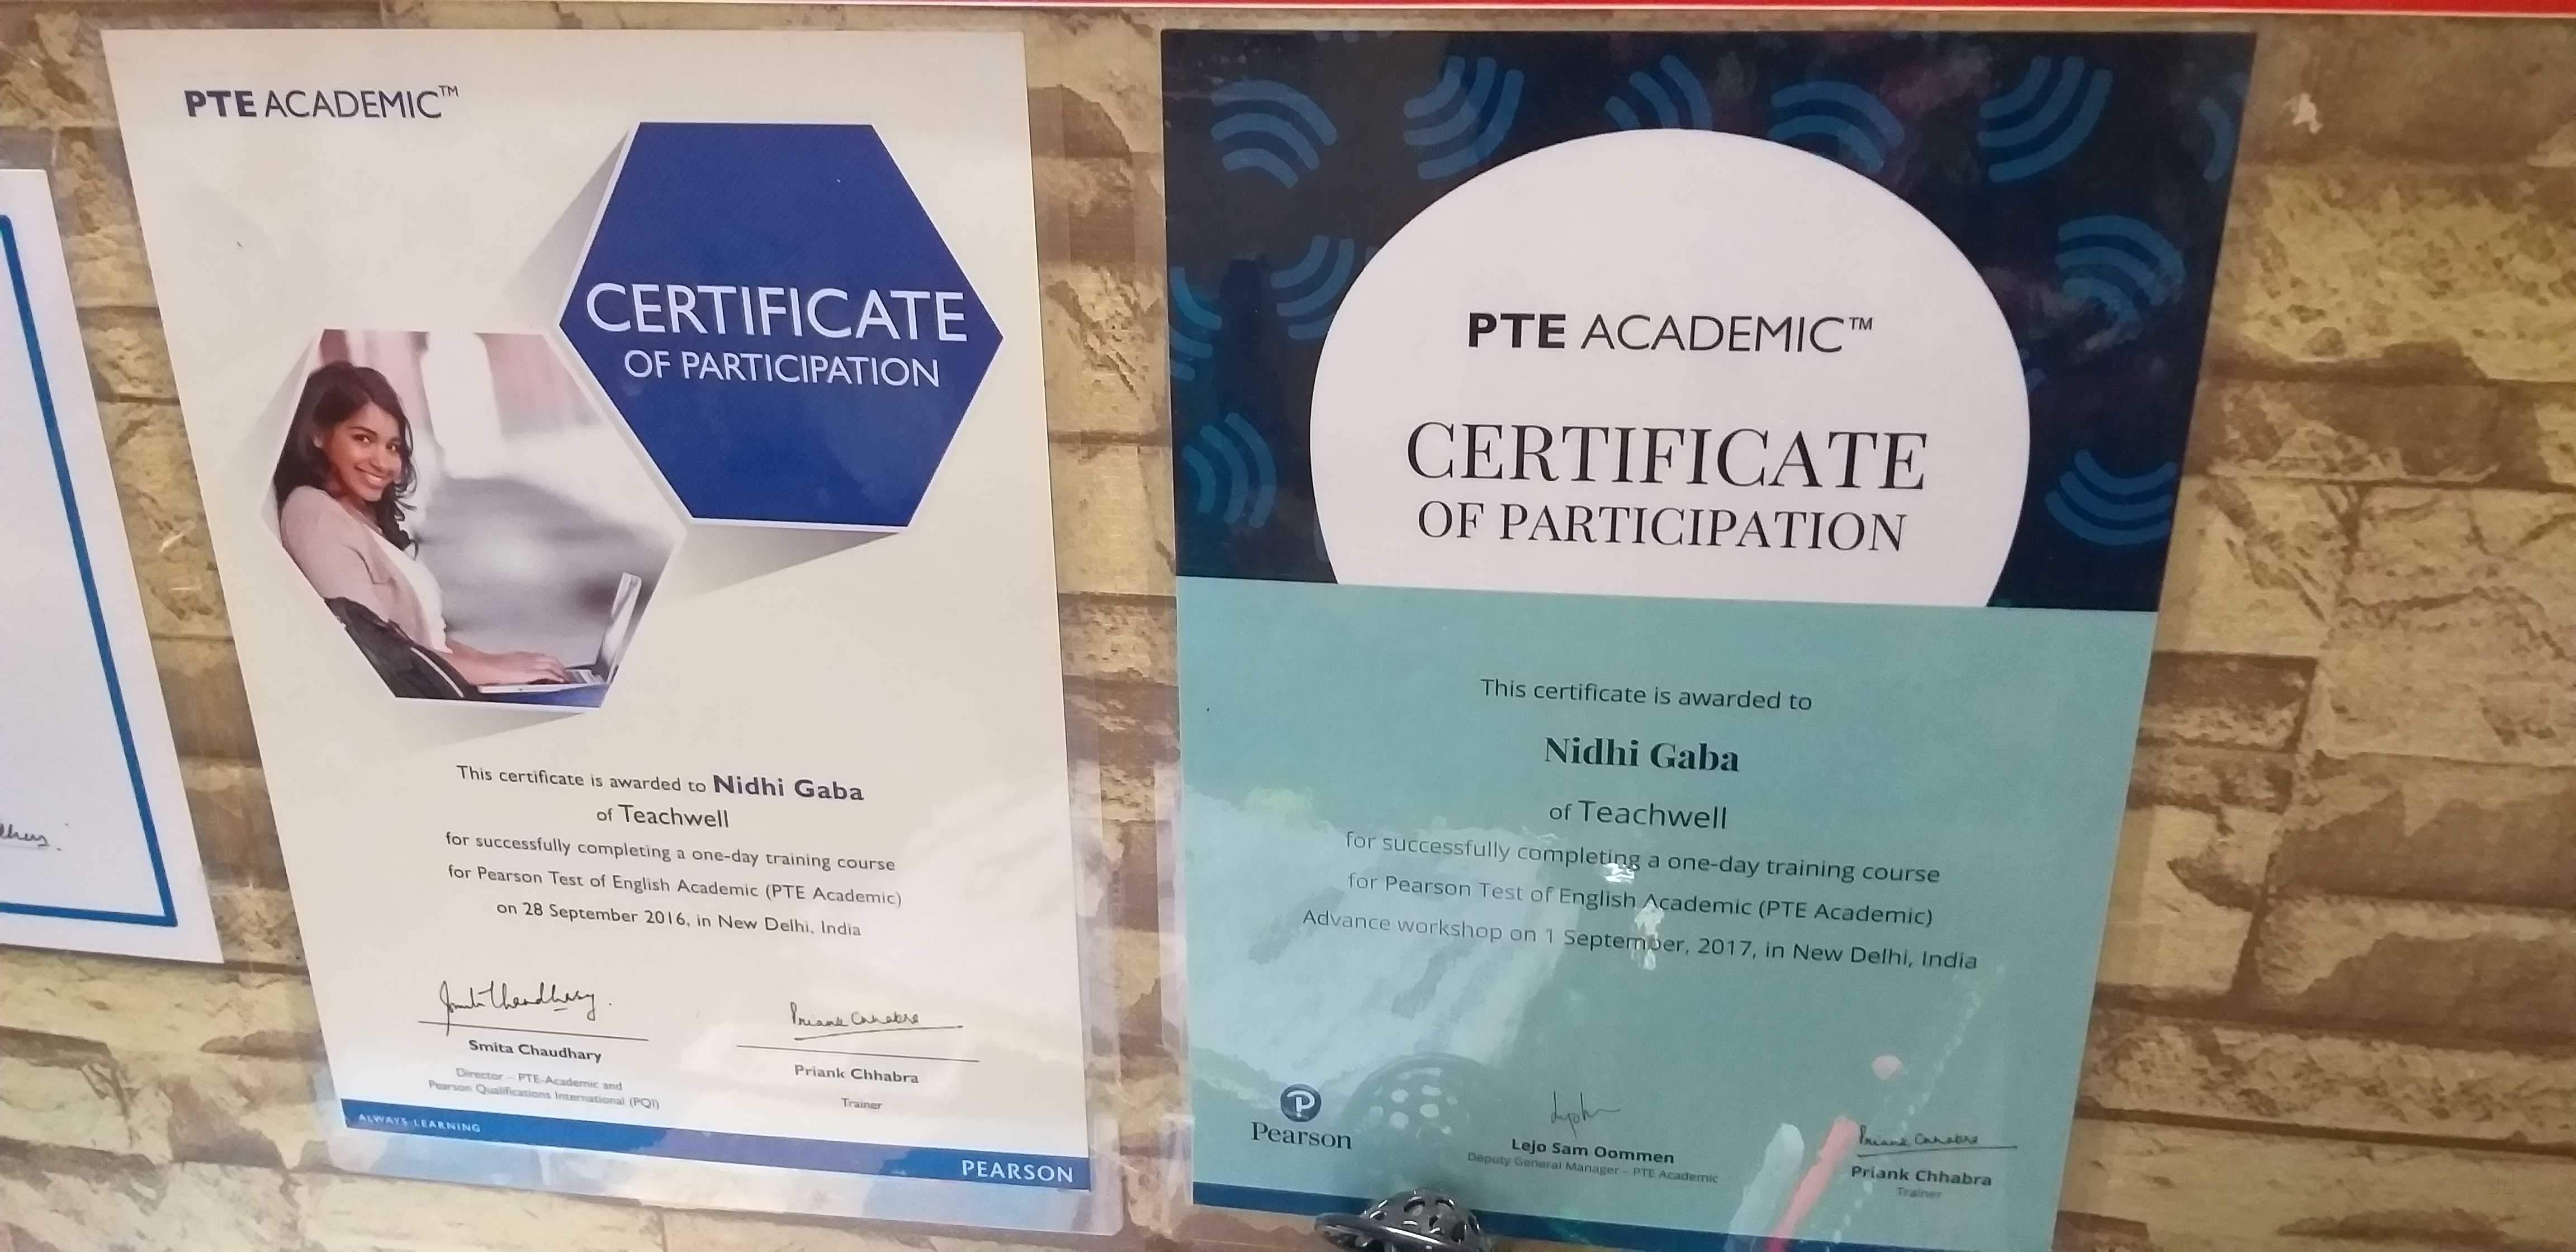 PTE ACADEMIC™
CERTIFICATE
OF PARTICIPATION
This certificate is awarded to Nidhi Gaba
of Teachwell
for successfully completing a one-day training course
for Pearson Test of English Academic (PTE Academic)
on 28 September 2016, in New Delhi, India
Smita Chaudhary
Director – PTE-Academic and
Pearson Qualifications International (PQI)
Priank Chhabra
Priank Chhabra
Trainer
ALWAYS LEARNING
PEARSON
PTE ACADEMIC™
CERTIFICATE
OF PARTICIPATION
This certificate is awarded to
Nidhi Gaba
of Teachwell
for successfully completing a one-day training course
for Pearson Test of English Academic (PTE Academic)
Advance workshop on 1 September, 2017, in New Delhi, India
Pearson
Lejo Sam Oommen
Deputy General Manager – PTE Academic
Priank Chhabra
Priank Chhabra
Trainer